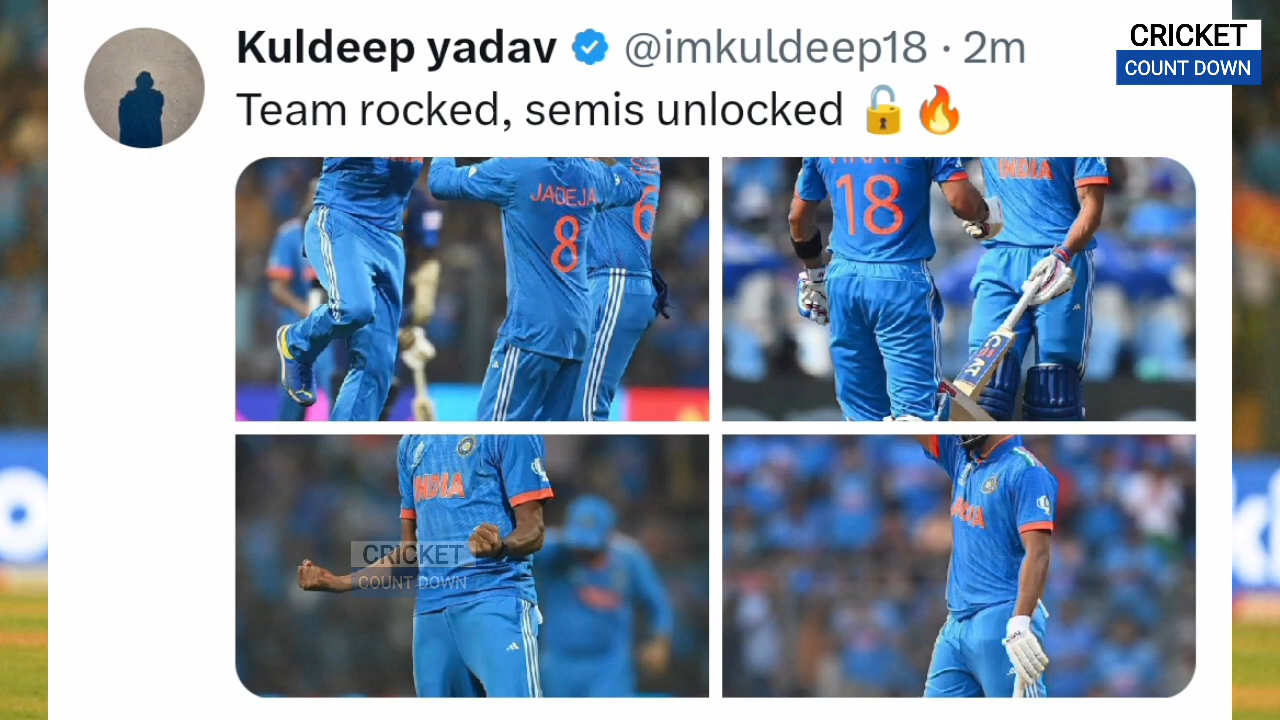 Kuldeep yadav @imkuldeep18 · 2m
CRICKET
COUNT DOWN
Team rocked, semis unlocked 🔓🔥
JADEJA
8
6
18
INDIA
INDIA
CRICKET
COUNT DOWN